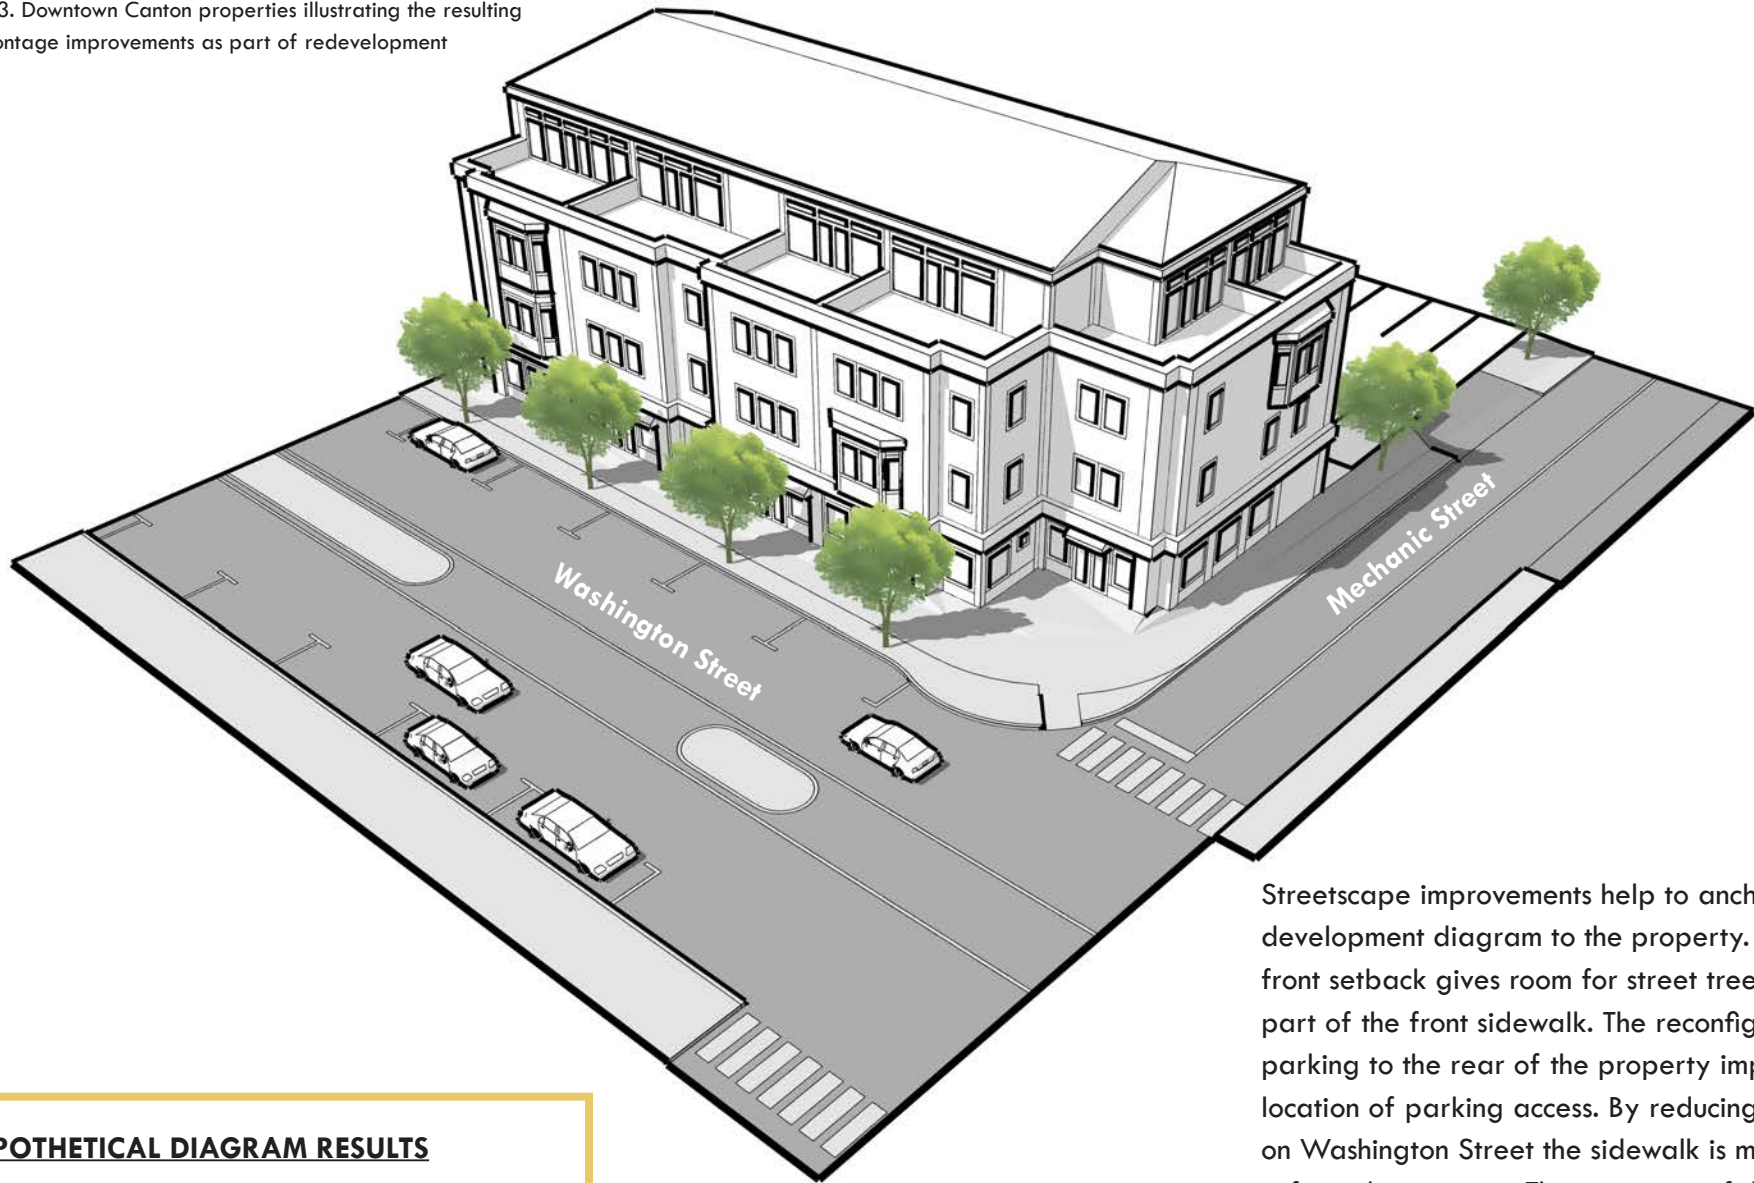 3. Downtown Canton properties illustrating the resulting
ontage improvements as part of redevelopment
Washington Street
Mechanic Street
Streetscape improvements help to anch
development diagram to the property.
front setback gives room for street tree
part of the front sidewalk. The reconfig
parking to the rear of the property imp
location of parking access. By reducing
on Washington Street the sidewalk is m
POTHETICAL DIAGRAM RESULTS